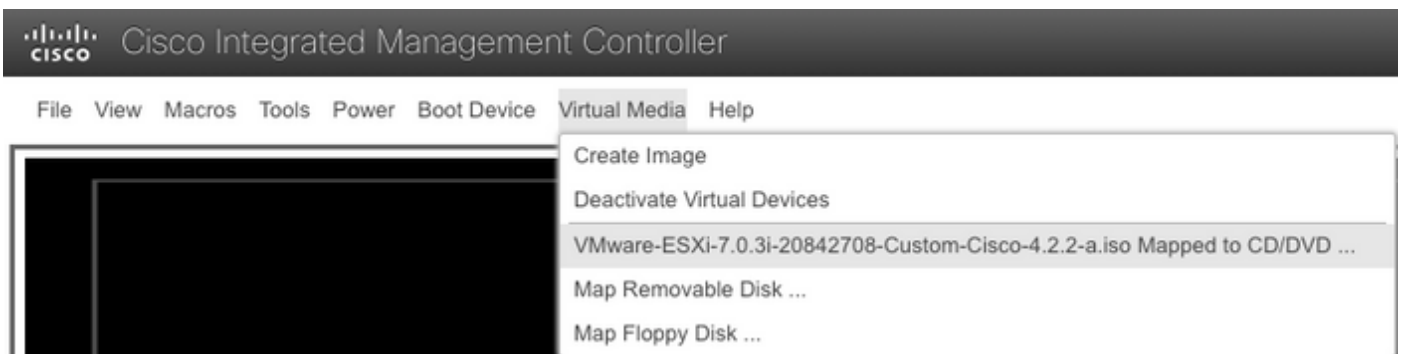 CISCO Cisco Integrated Management Controller
File View Macros Tools Power Boot Device Virtual Media Help
Create Image
Deactivate Virtual Devices
VMware-ESXi-7.0.3i-20842708-Custom-Cisco-4.2.2-a.iso Mapped to CD/DVD ...
Map Removable Disk ...
Map Floppy Disk ...